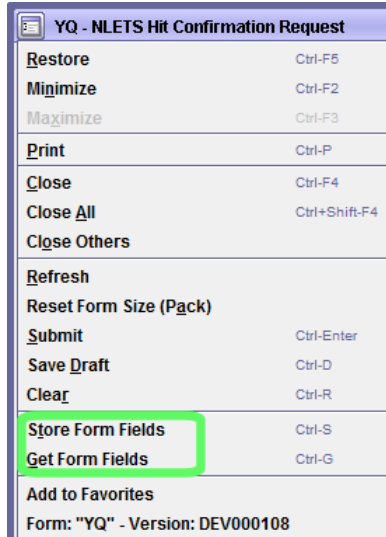 YQ - NLETS Hit Confirmation Request
Restore Ctrl-F5
Minimize Ctrl-F2
Maximize Ctrl-F3
Print Ctrl-P
Close Ctrl-F4
Close All Ctrl+Shift-F4
Close Others
Refresh
Reset Form Size (Pack)
Submit Ctrl-Enter
Save Draft Ctrl-D
Clear Ctrl-R
Store Form Fields Ctrl-S
Get Form Fields Ctrl-G
Add to Favorites
Form: "YQ" - Version: DEV000108